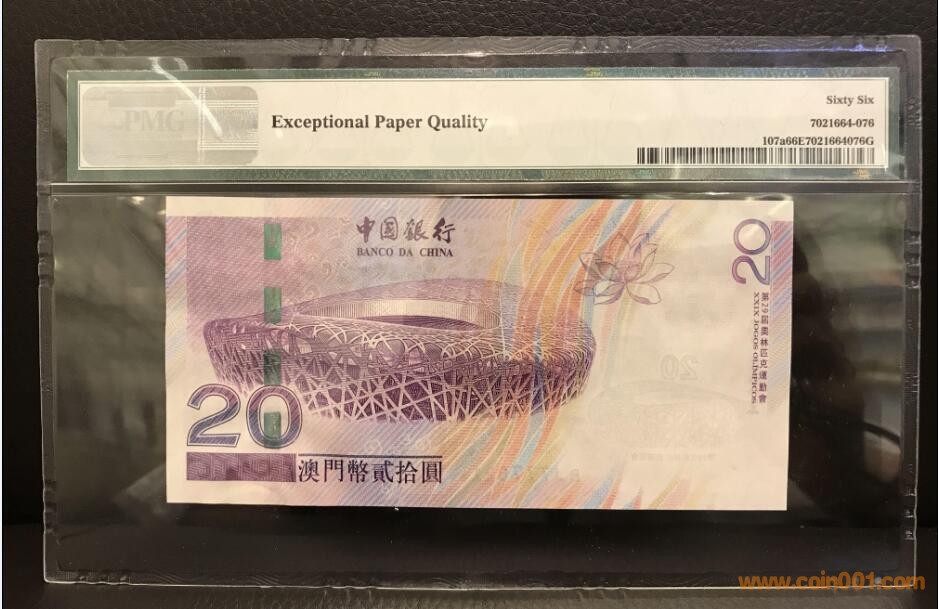 PMG
Exceptional Paper Quality
Sixty Six
7021664-076
107a66E7021664076G
中国銀行
BANCO DA CHINA
20
第29屆奧林匹克運動會
XXIX JOGOS OLÍMPICOS
20
澳門幣貳拾圓
www.coin001.com